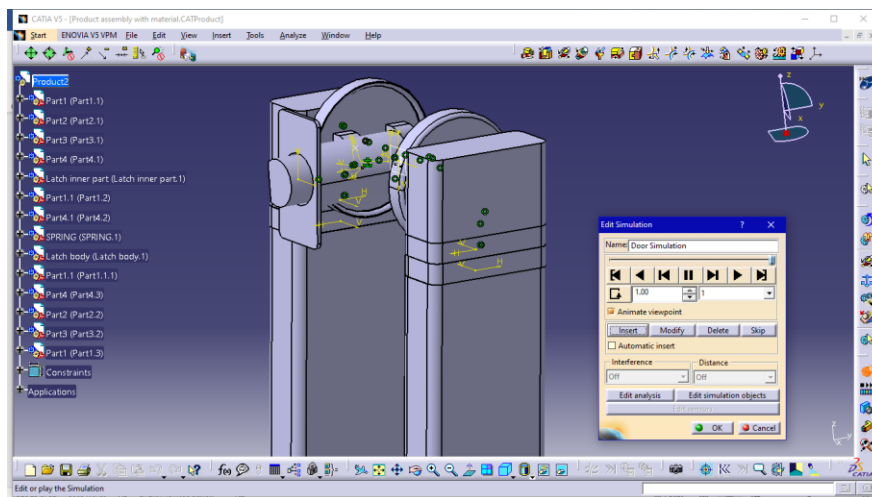 CATIA V5 - [Product assembly with material.CATProduct]
Start ENOVIA V5 VPM File Edit View Insert Tools Analyze Window Help
Product2
Part1 (Part1.1)
Part2 (Part2.1)
Part3 (Part3.1)
Part4 (Part4.1)
Latch inner part (Latch inner part.1)
Part1.1 (Part1.2)
Part4.1 (Part4.2)
SPRING (SPRING.1)
Latch body (Latch body.1)
Part1.1 (Part1.1.1)
Part4 (Part4.3)
Part2 (Part2.2)
Part3 (Part3.2)
Part1 (Part1.3)
Constraints
Applications
z
y
x
H
V
H
V
Edit Simulation ? ×
Name: Door Simulation
1.00 1
Animate viewpoint
Insert Modify Delete Skip
Automatic insert
Interference Distance
Off Off
Edit analysis Edit simulation objects
Edit sensors
OK Cancel
f(x)
CATIA
Edit or play the Simulation